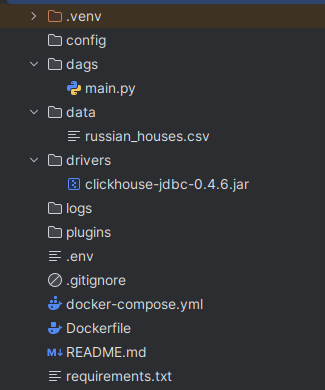 .venv
config
dags
main.py
data
russian_houses.csv
drivers
clickhouse-jdbc-0.4.6.jar
logs
plugins
.env
.gitignore
docker-compose.yml
Dockerfile
M↓ README.md
requirements.txt